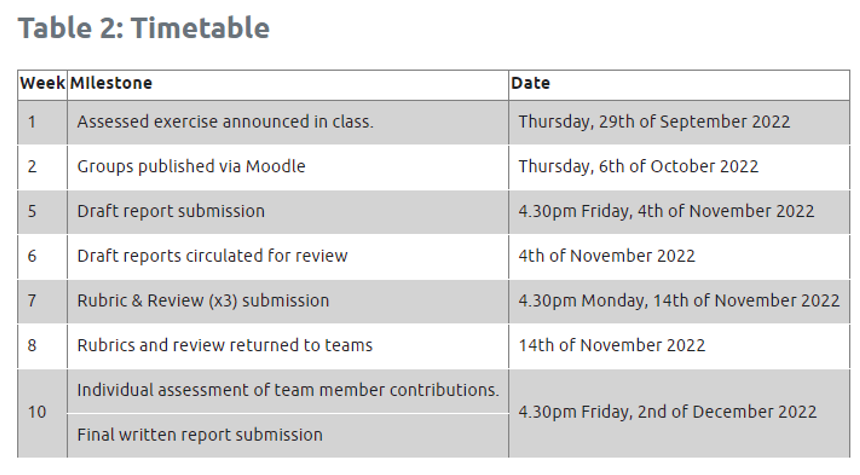 Table 2: Timetable
Week MIlestone Date
1 Assessed exercise announced in class. Thursday, 29th of September 2022
2 Groups published via Moodle Thursday, 6th of October 2022
5 Draft report submission 4.30pm Friday, 4th of November 2022
6 Draft reports circulated for review 4th of November 2022
7 Rubric & Review (x3) submission 4.30pm Monday, 14th of November 2022
8 Rubrics and review returned to teams 14th of November 2022
10 Individual assessment of team member contributions. 4.30pm Friday, 2nd of December 2022
Final written report submission